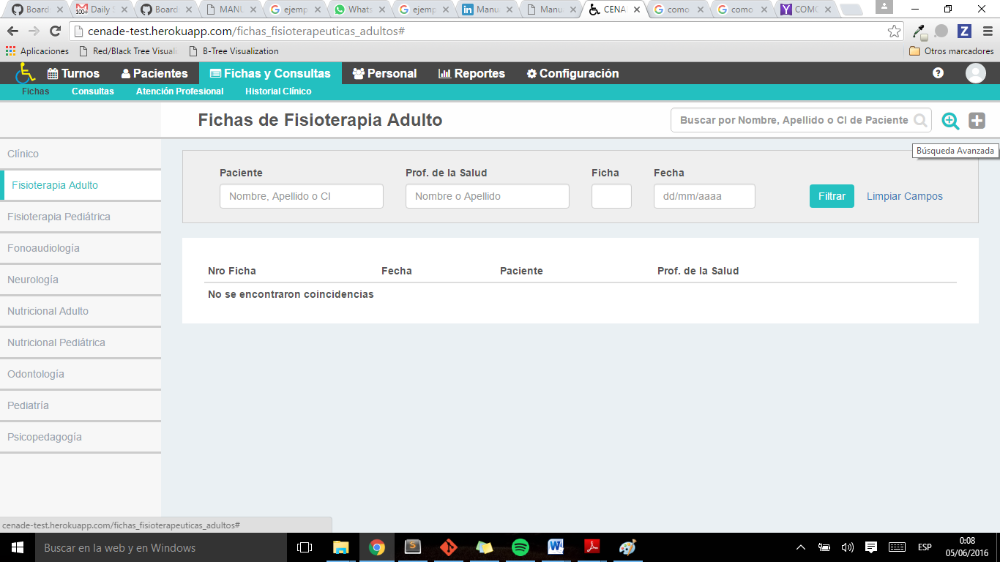 Board
100+
Daily S
Board
MANU
ejemp
Whats
ejemp
Manu
Manu
CENA
como
como
COMO
cenade-test.herokuapp.com/fichas_fisioterapeuticas_adultos#
Aplicaciones
Red/Black Tree Visuali
B-Tree Visualization
Otros marcadores
Turnos
Pacientes
Fichas y Consultas
Personal
Reportes
Configuración
Fichas
Consultas
Atención Profesional
Historial Clínico
Fichas de Fisioterapia Adulto
Buscar por Nombre, Apellido o CI de Paciente
Búsqueda Avanzada
Clínico
Fisioterapia Adulto
Fisioterapia Pediátrica
Fonoaudiología
Neurología
Nutricional Adulto
Nutricional Pediátrica
Odontología
Pediatría
Psicopedagogía
Paciente
Prof. de la Salud
Ficha
Fecha
Nombre, Apellido o CI
Nombre o Apellido
dd/mm/aaaa
Filtrar
Limpiar Campos
Nro Ficha
Fecha
Paciente
Prof. de la Salud
No se encontraron coincidencias
cenade-test.herokuapp.com/fichas_fisioterapeuticas_adultos#
Buscar en la web y en Windows
ESP
0:08
05/06/2016